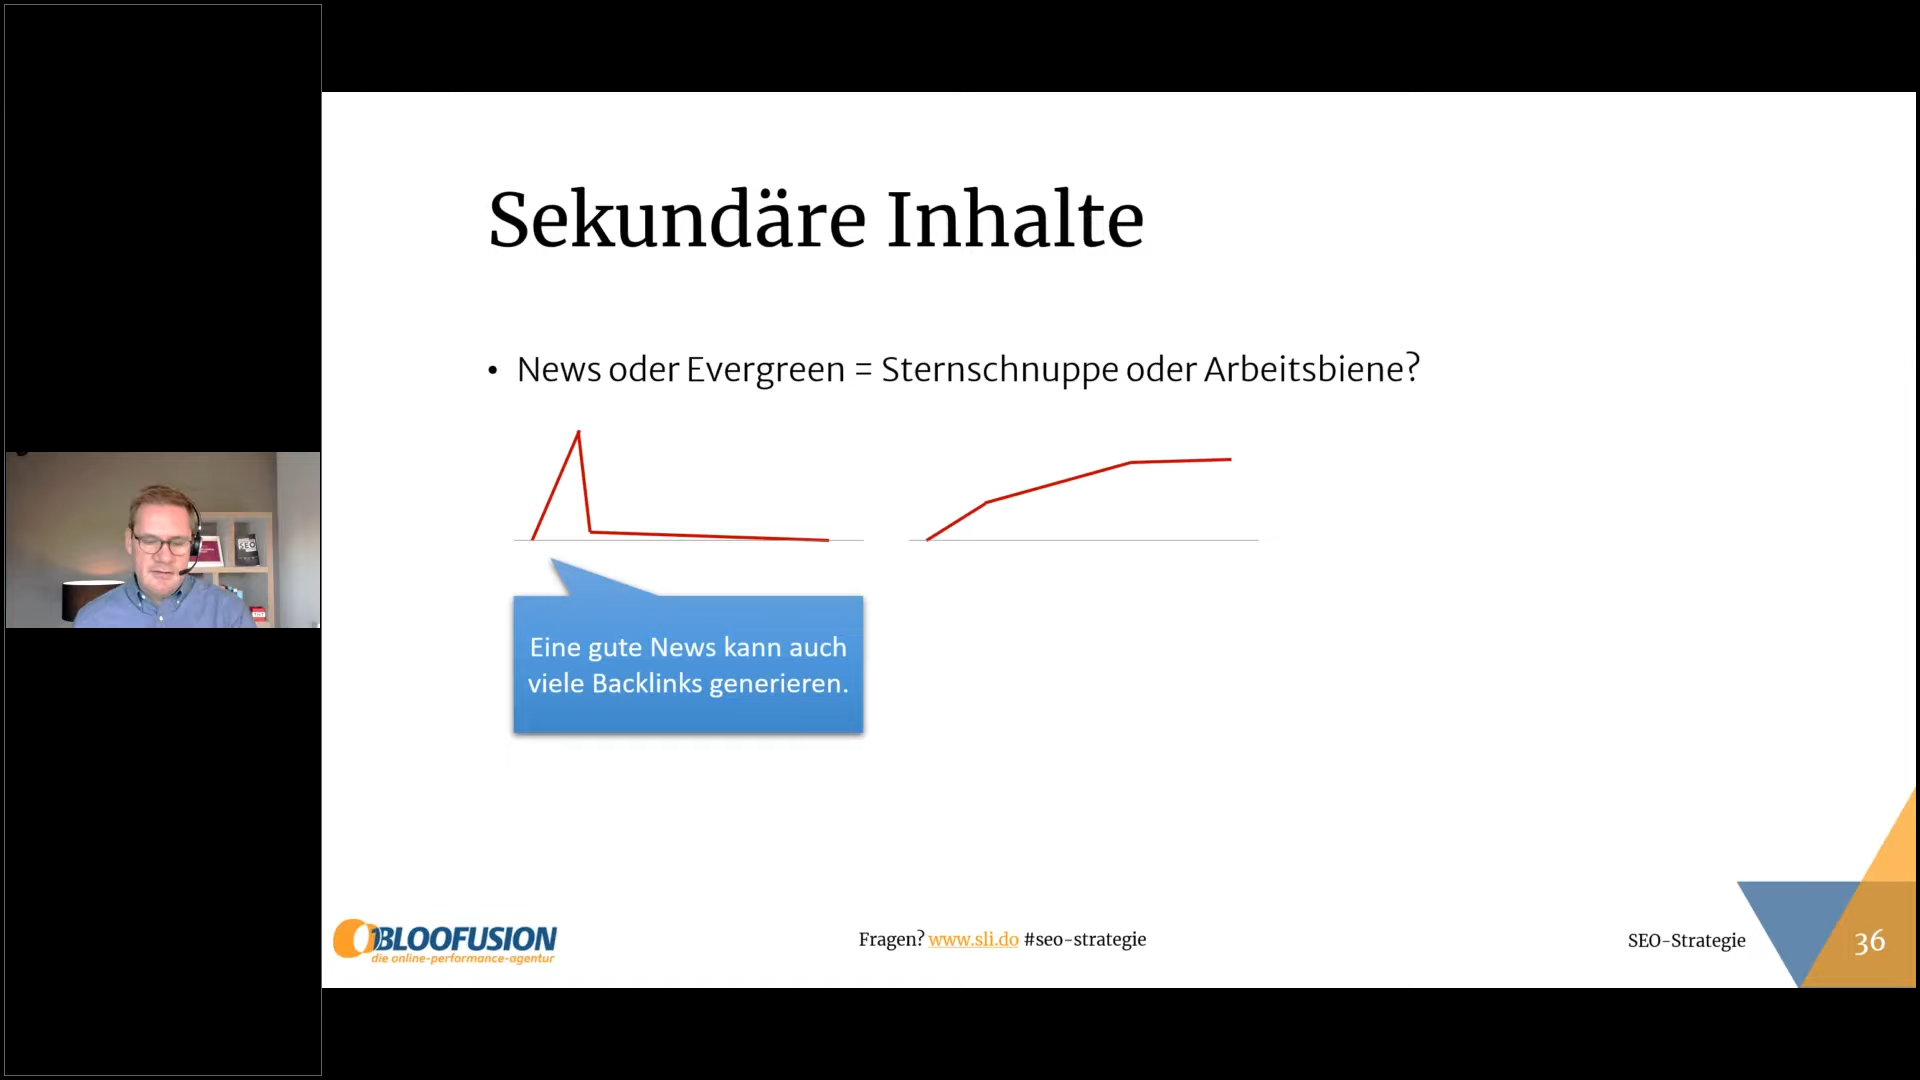 Sekundäre Inhalte
• News oder Evergreen = Sternschnuppe oder Arbeitsbiene?
Eine gute News kann auch
viele Backlinks generieren.
BLOOFUSION
die online-performance-agentur
Fragen? www.sli.do #seo-strategie
SEO-Strategie
36
SEO